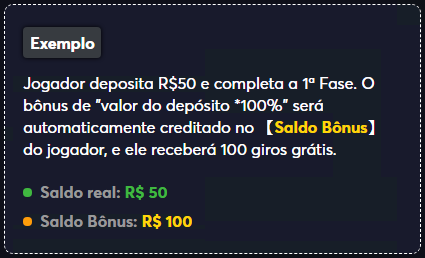 Exemplo
Jogador deposita R$50 e completa a 1ª Fase. O
bônus de "valor do depósito *100%" será
automaticamente creditado no 【Saldo Bônus】
do jogador, e ele receberá 100 giros grátis.
Saldo real: R$ 50
Saldo Bônus: R$ 100